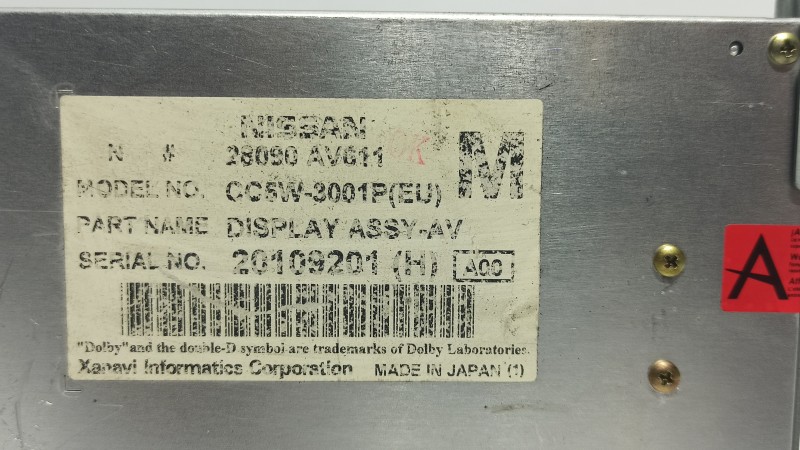 NISSAN
N # 28090 AV611 OK
M
MODEL NO. CC5W-3001P(EU)
PART NAME DISPLAY ASSY-AV
SERIAL NO. 20109201 (H) A00
"Dolby" and the double-D symbol are trademarks of Dolby Laboratories.
Xanavi Informatics Corporation MADE IN JAPAN (1)
A